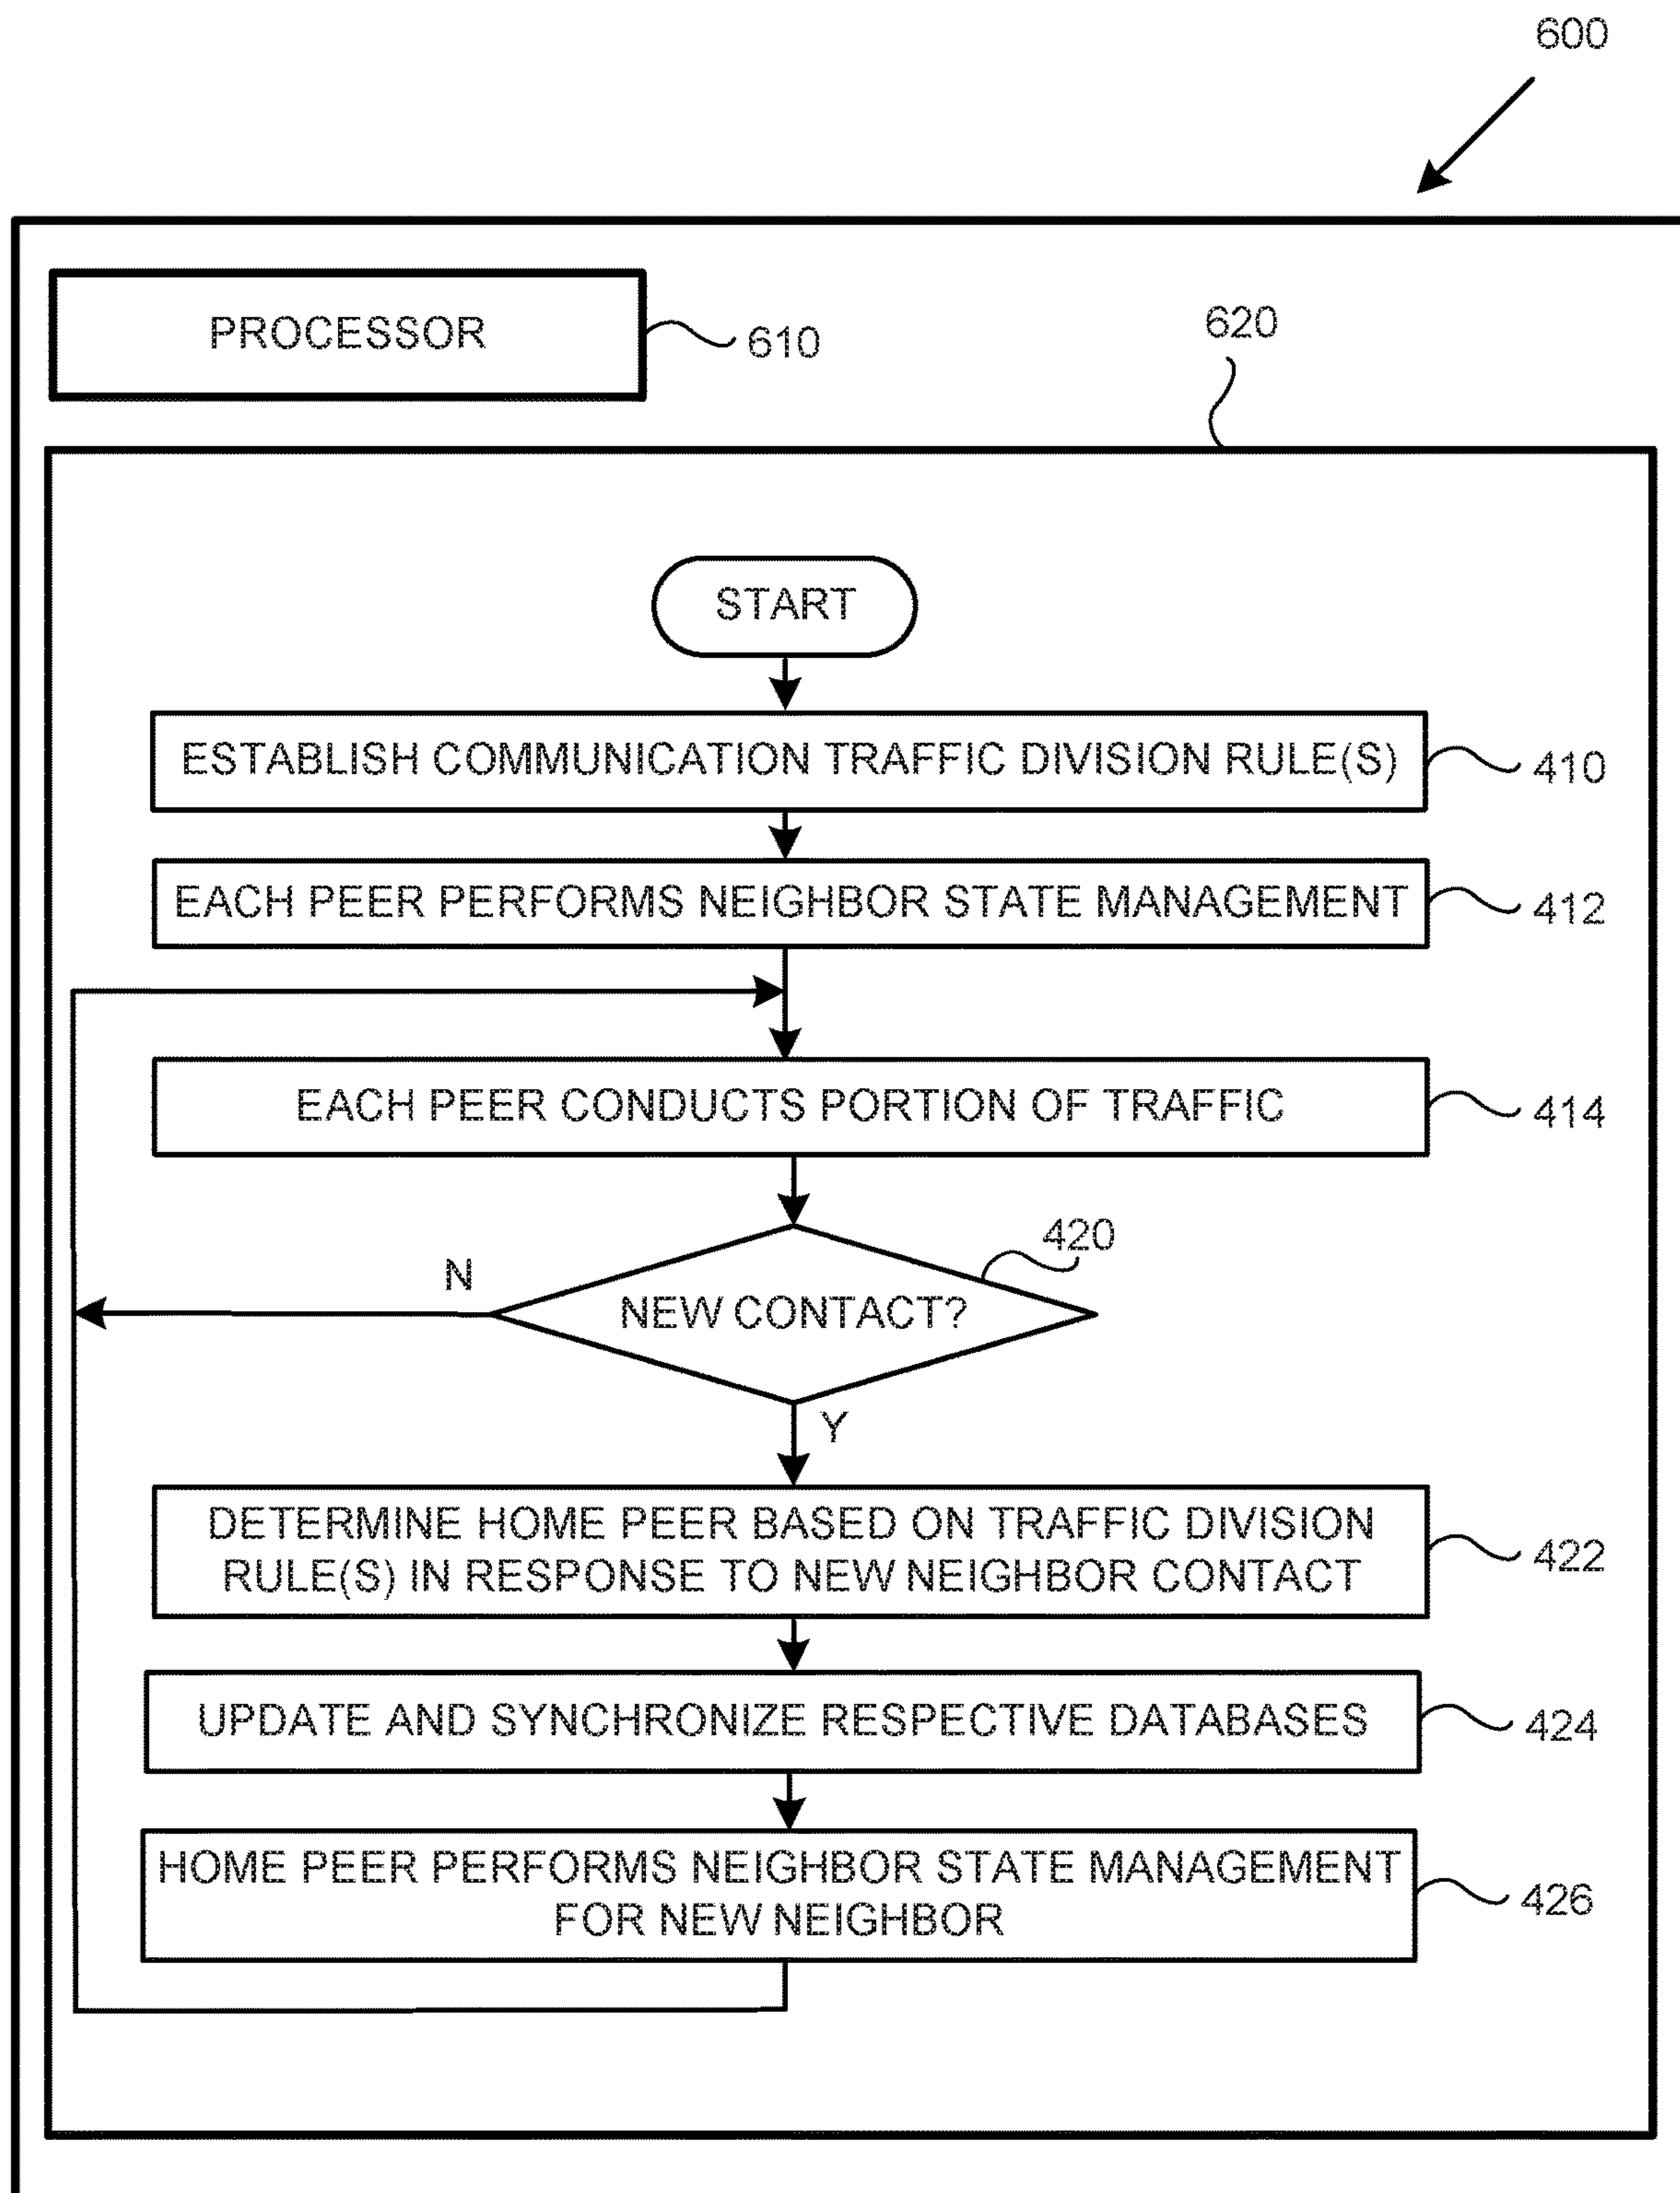 600
PROCESSOR
610
620
START
ESTABLISH COMMUNICATION TRAFFIC DIVISION RULE(S)
410
EACH PEER PERFORMS NEIGHBOR STATE MANAGEMENT
412
EACH PEER CONDUCTS PORTION OF TRAFFIC
414
420
N
NEW CONTACT?
Y
DETERMINE HOME PEER BASED ON TRAFFIC DIVISION
RULE(S) IN RESPONSE TO NEW NEIGHBOR CONTACT
422
UPDATE AND SYNCHRONIZE RESPECTIVE DATABASES
424
HOME PEER PERFORMS NEIGHBOR STATE MANAGEMENT
FOR NEW NEIGHBOR
426